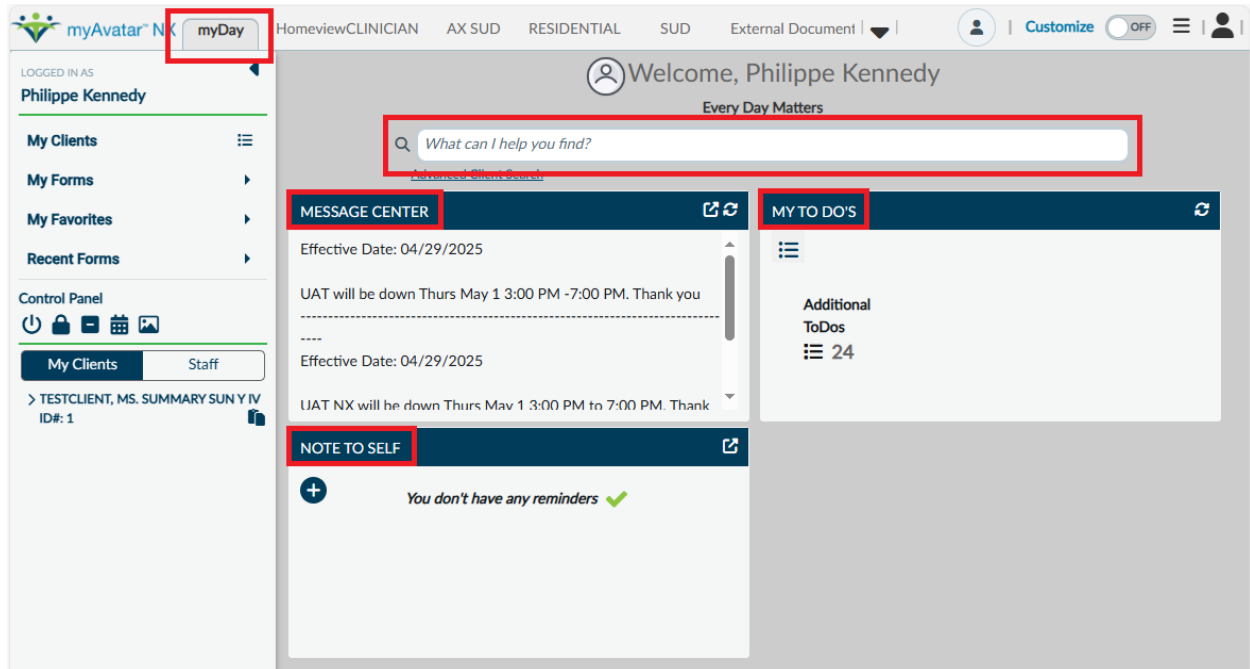 myAvatar™ NX
myDay
HomeviewCLINICIAN
AX SUD
RESIDENTIAL
SUD
External Document
Customize
OFF
LOGGED IN AS
Philippe Kennedy
My Clients
My Forms
My Favorites
Recent Forms
Control Panel
My Clients
Staff
TESTCLIENT, MS. SUMMARY SUN Y IV
ID#: 1
Welcome, Philippe Kennedy
Every Day Matters
What can I help you find?
Advanced Client Search
MESSAGE CENTER
Effective Date: 04/29/2025
UAT will be down Thurs May 1 3:00 PM -7:00 PM. Thank you
--------------------------------------------------------------------------------
----
Effective Date: 04/29/2025
UAT NX will be down Thurs May 1 3:00 PM to 7:00 PM. Thank
MY TO DO'S
Additional
ToDos
24
NOTE TO SELF
You don't have any reminders